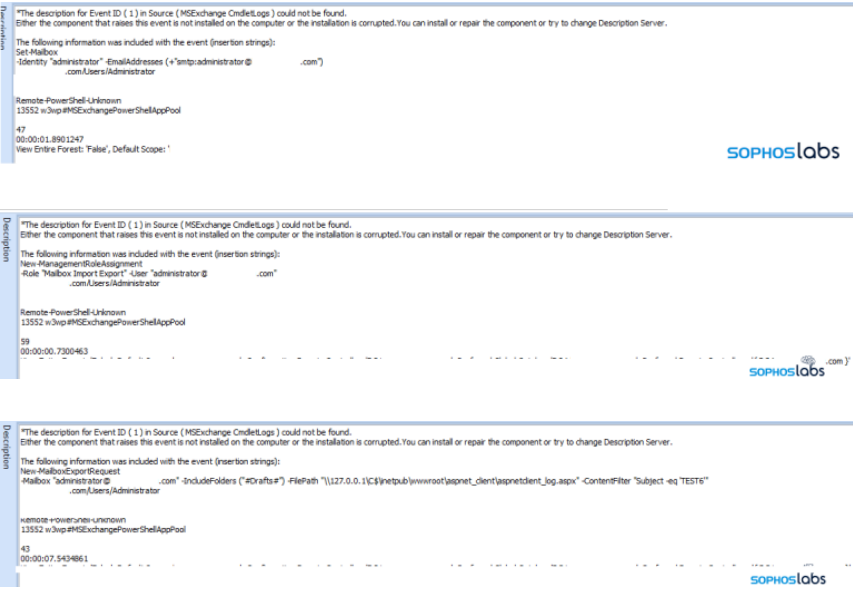 Description
"The description for Event ID ( 1 ) in Source ( MSExchange CmdletLogs ) could not be found.
Either the component that raises this event is not installed on the computer or the installation is corrupted.You can install or repair the component or try to change Description Server.
The following information was included with the event (insertion strings):
Set-Mailbox
-Identity "administrator" -EmailAddresses (+"smtp:administrator@ .com")
.com/Users/Administrator
Remote-PowerShell-Unknown
13552 w3wp#MSExchangePowerShellAppPool
47
00:00:01.8901247
View Entire Forest: 'False', Default Scope: '
SOPHOSlabs
Description
"The description for Event ID ( 1 ) in Source ( MSExchange CmdletLogs ) could not be found.
Either the component that raises this event is not installed on the computer or the installation is corrupted.You can install or repair the component or try to change Description Server.
The following information was included with the event (insertion strings):
New-ManagementRoleAssignment
-Role "Mailbox Import Export" -User "administrator@ .com"
.com/Users/Administrator
Remote-PowerShell-Unknown
13552 w3wp#MSExchangePowerShellAppPool
59
00:00:00.7300463
.com }'
SOPHOSlabs
Description
"The description for Event ID ( 1 ) in Source ( MSExchange CmdletLogs ) could not be found.
Either the component that raises this event is not installed on the computer or the installation is corrupted.You can install or repair the component or try to change Description Server.
The following information was included with the event (insertion strings):
New-MailboxExportRequest
-Mailbox "administrator@ .com" -IncludeFolders ("#Drafts#") -FilePath "\\127.0.0.1\C$\inetpub\wwwroot\aspnet_client\aspnetclient_log.aspx" -ContentFilter "Subject -eq 'TEST6'"
.com/Users/Administrator
Remote-PowerShell-Unknown
13552 w3wp#MSExchangePowerShellAppPool
43
00:00:07.5434861
SOPHOSlabs